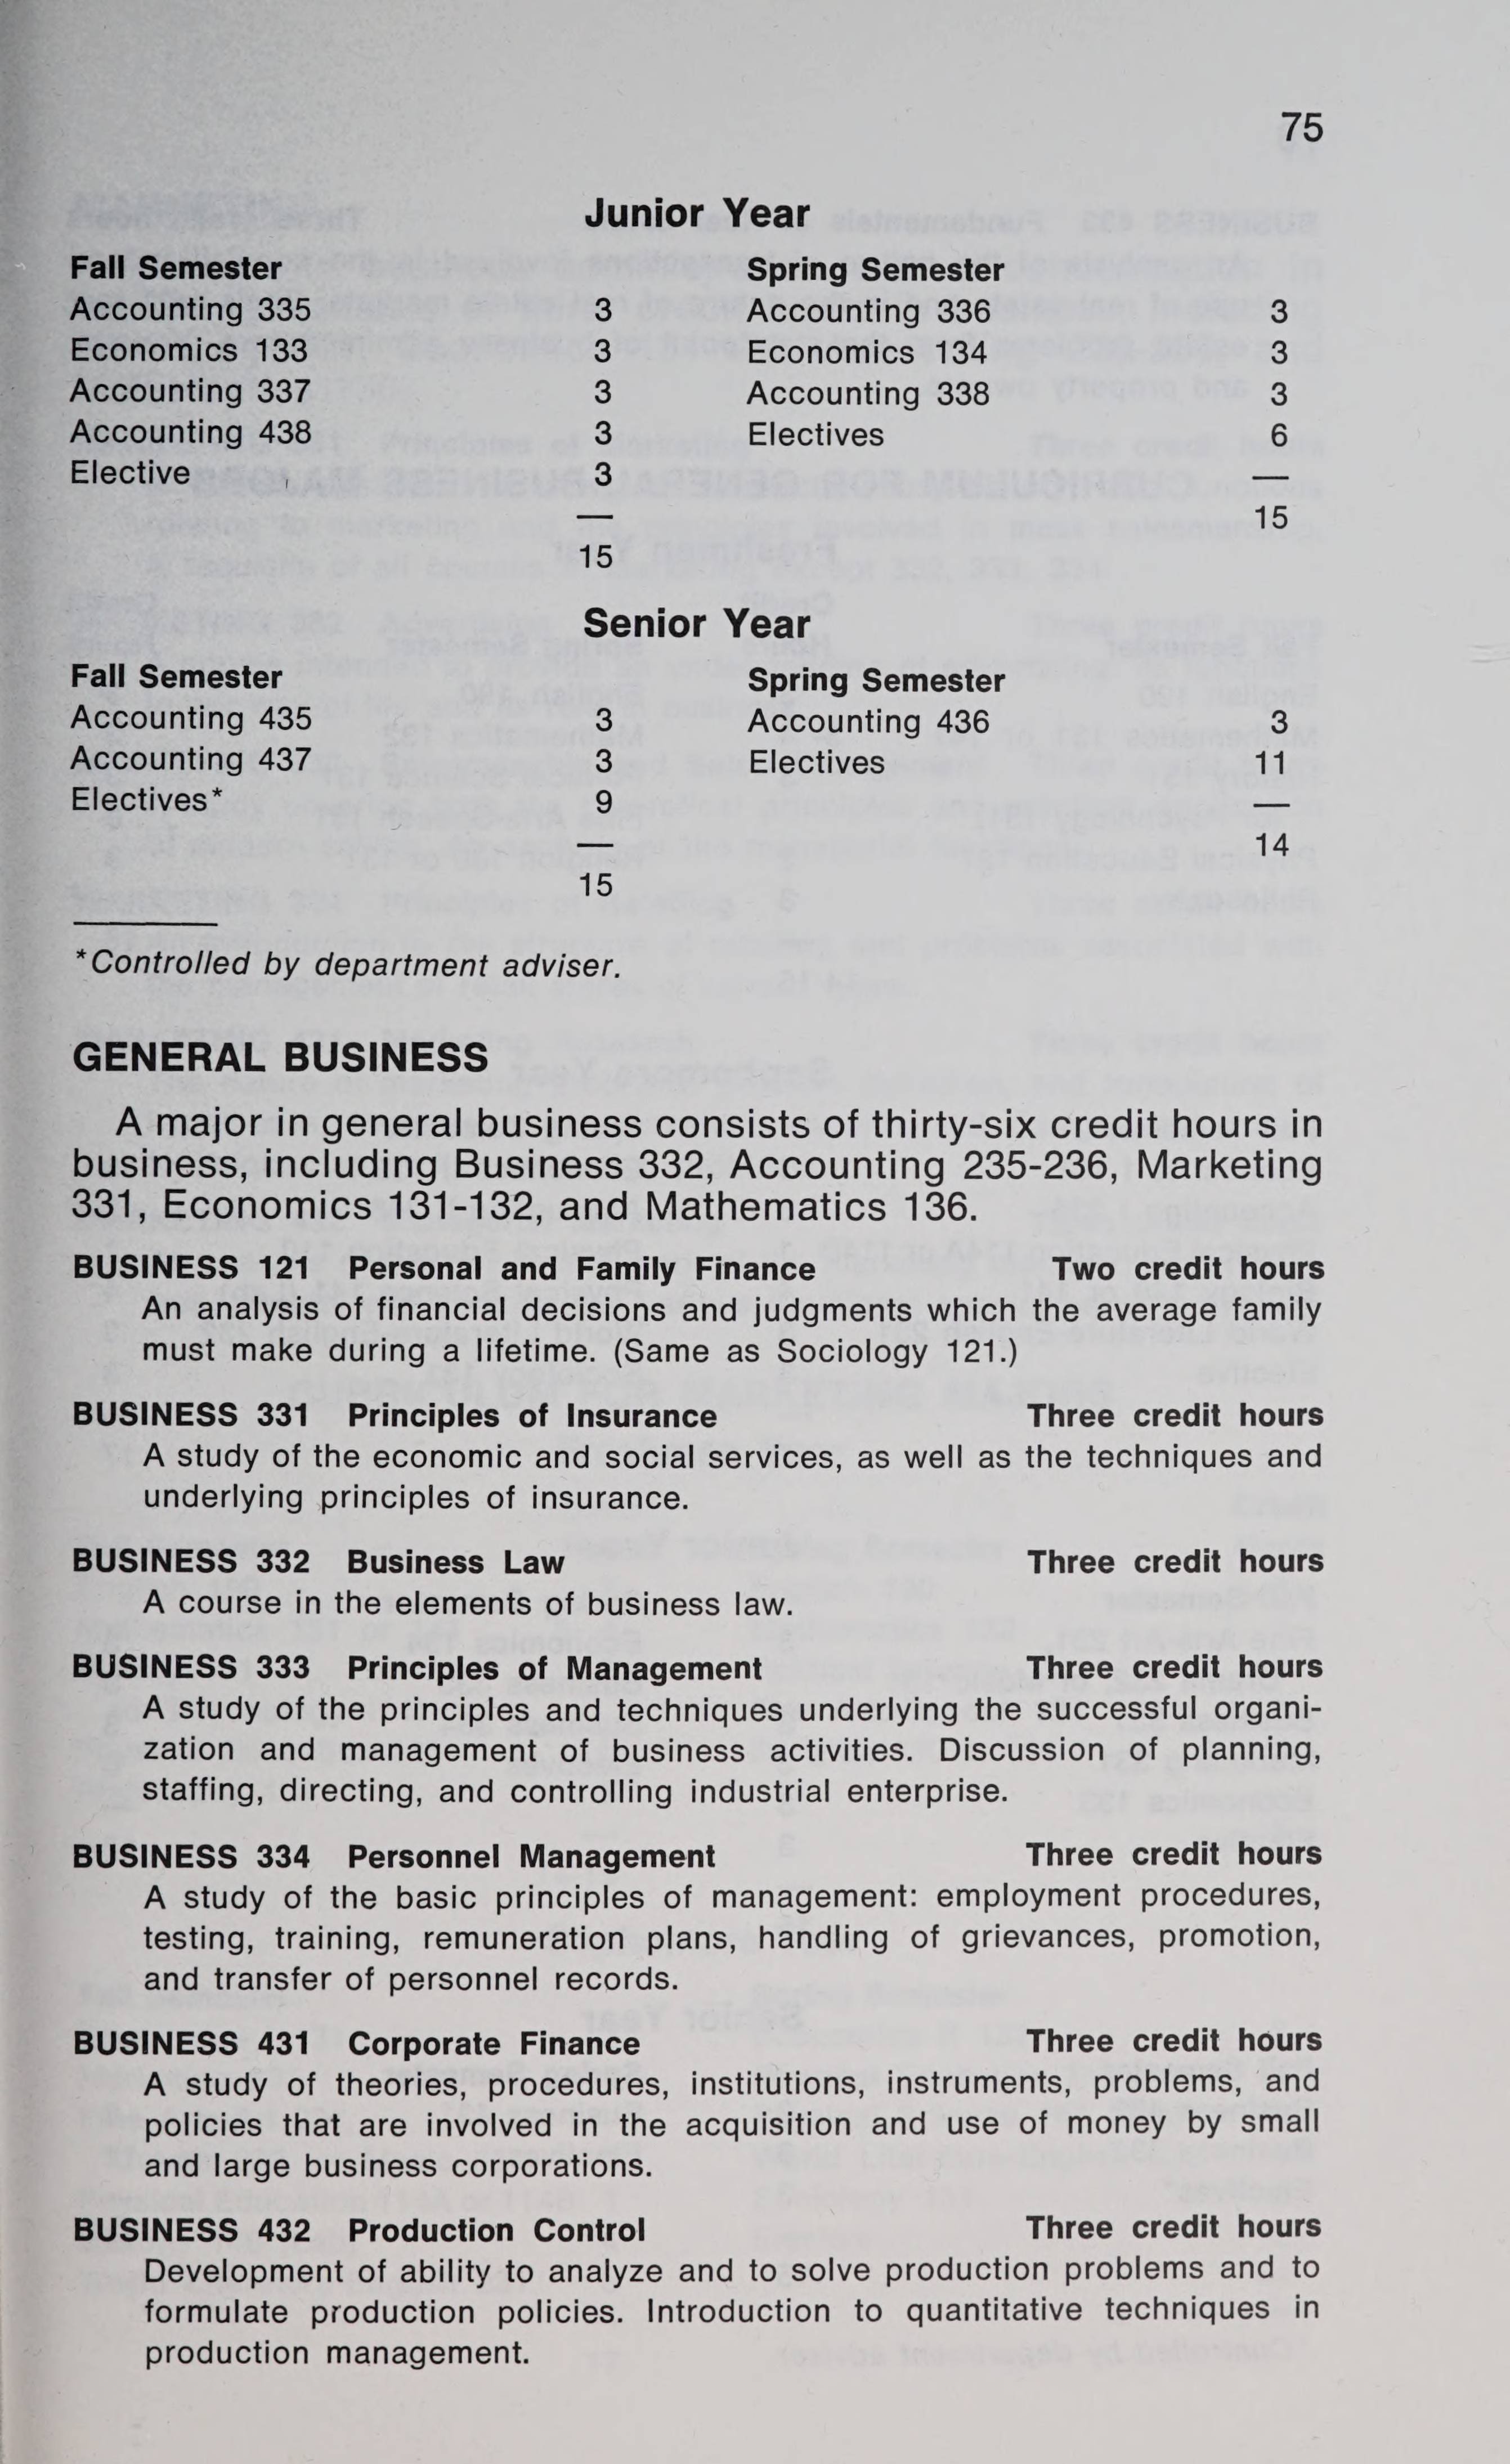 75
Junior Year
Fall Semester Spring Semester
Accounting 335 3 Accounting 336 3
Economics 133 3 Economics 134 3
Accounting 337 3 Accounting 338 3
Accounting 438 3 Electives 6
Elective 3 —
— 15
15
Senior Year
Fall Semester Spring Semester
Accounting 435 3 Accounting 436 3
Accounting 437 3 Electives 11
Electives* 9 —
— 14
15
*Controlled by department adviser.
GENERAL BUSINESS
A major in general business consists of thirty-six credit hours in
business, including Business 332, Accounting 235-236, Marketing
331, Economics 131-132, and Mathematics 136.
BUSINESS 121 Personal and Family Finance Two credit hours
An analysis of financial decisions and judgments which the average family
must make during a lifetime. (Same as Sociology 121.)
BUSINESS 331 Principles of Insurance Three credit hours
A study of the economic and social services, as well as the techniques and
underlying principles of insurance.
BUSINESS 332 Business Law Three credit hours
A course in the elements of business law.
BUSINESS 333 Principles of Management Three credit hours
A study of the principles and techniques underlying the successful organi-
zation and management of business activities. Discussion of planning,
staffing, directing, and controlling industrial enterprise.
BUSINESS 334 Personnel Management Three credit hours
A study of the basic principles of management: employment procedures,
testing, training, remuneration plans, handling of grievances, promotion,
and transfer of personnel records.
BUSINESS 431 Corporate Finance Three credit hours
A study of theories, procedures, institutions, instruments, problems, and
policies that are involved in the acquisition and use of money by small
and large business corporations.
BUSINESS 432 Production Control Three credit hours
Development of ability to analyze and to solve production problems and to
formulate production policies. Introduction to quantitative techniques in
production management.